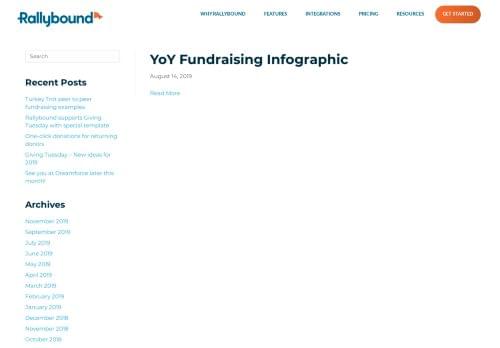 Rallybound
WHY RALLYBOUND
FEATURES
INTEGRATIONS
PRICING
RESOURCES
GET STARTED
Search
Recent Posts
Turkey Trot peer to peer
fundraising examples
Rallybound supports Giving
Tuesday with special template
One-click donations for returning
donors
Giving Tuesday – New ideas for
2019
See you at Dreamforce later this
month!
Archives
November 2019
September 2019
July 2019
June 2019
May 2019
April 2019
March 2019
February 2019
January 2019
December 2018
November 2018
October 2018
YoY Fundraising Infographic
August 14, 2019
Read More